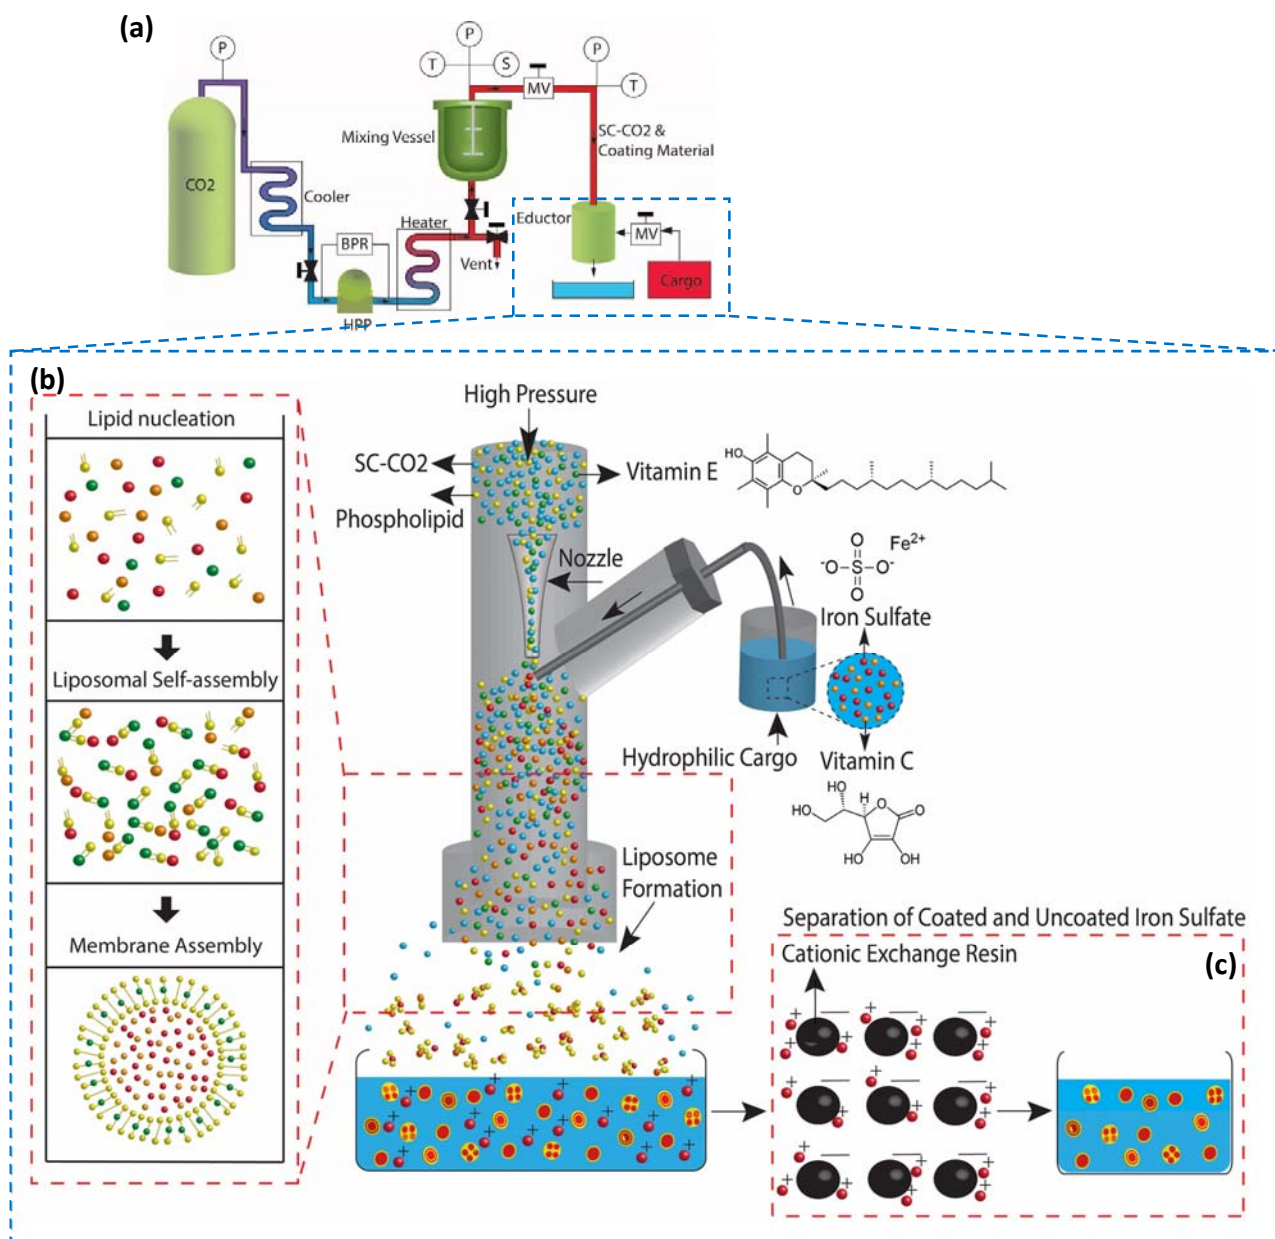 (a)
P
P
T
S
MV
P
T
Mixing Vessel
SC-CO2 &
Coating Material
CO2
Cooler
Heater
Eductor
MV
BPR
Vent
Cargo
HPP
(b)
Lipid nucleation
Liposomal Self-assembly
Membrane Assembly
High Pressure
SC-CO2
Vitamin E
Phospholipid
Nozzle
HO
O
O
Fe2+
-O
S
O-
O
Iron Sulfate
Hydrophilic Cargo
Vitamin C
HO
H
O
O
HO
HO
OH
Liposome
Formation
Separation of Coated and Uncoated Iron Sulfate
Cationic Exchange Resin
(c)